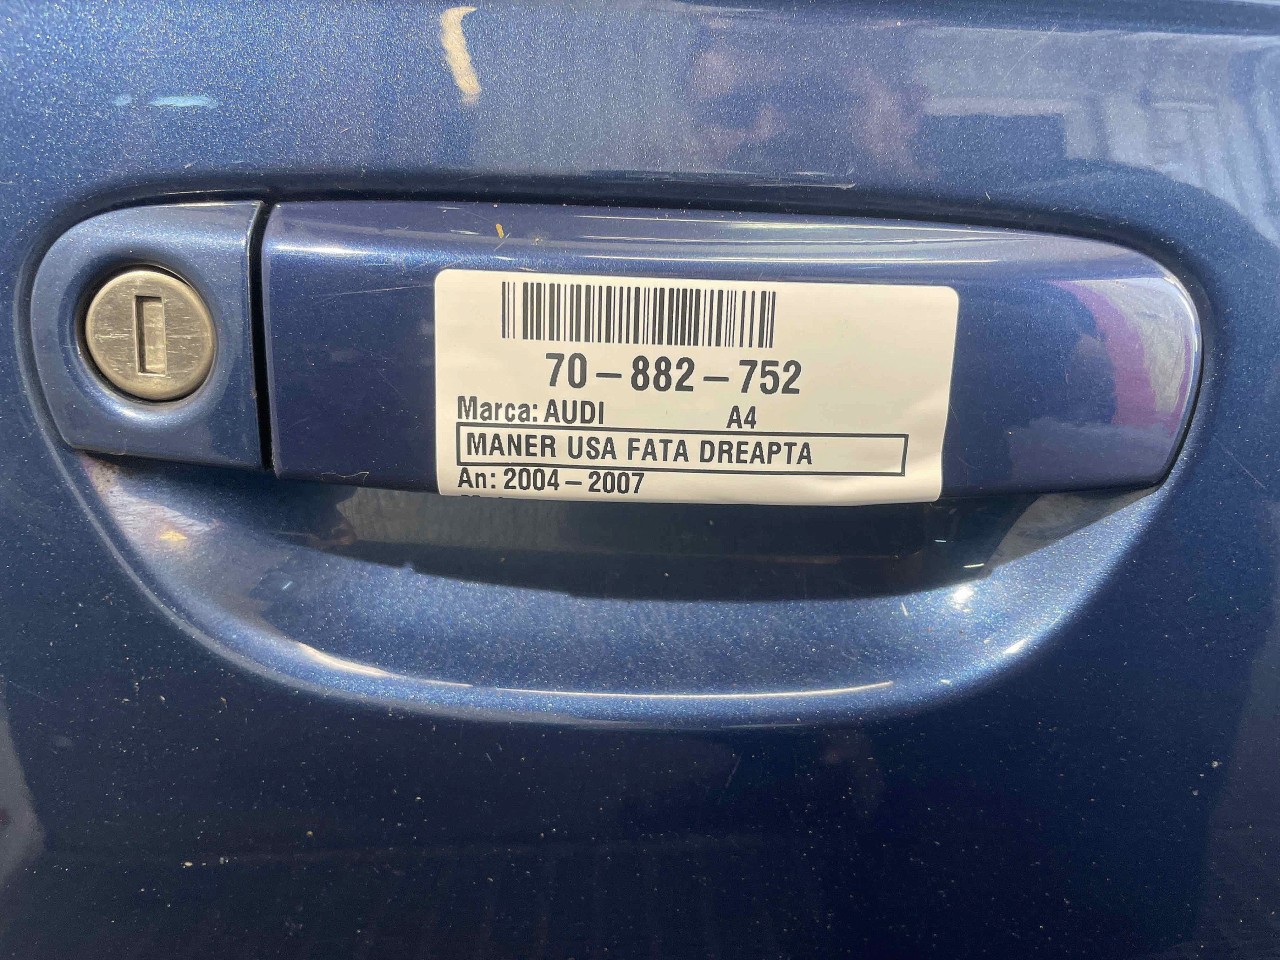 70-882-752
Marca: AUDI A4
MANER USA FATA DREAPTA
An: 2004-2007